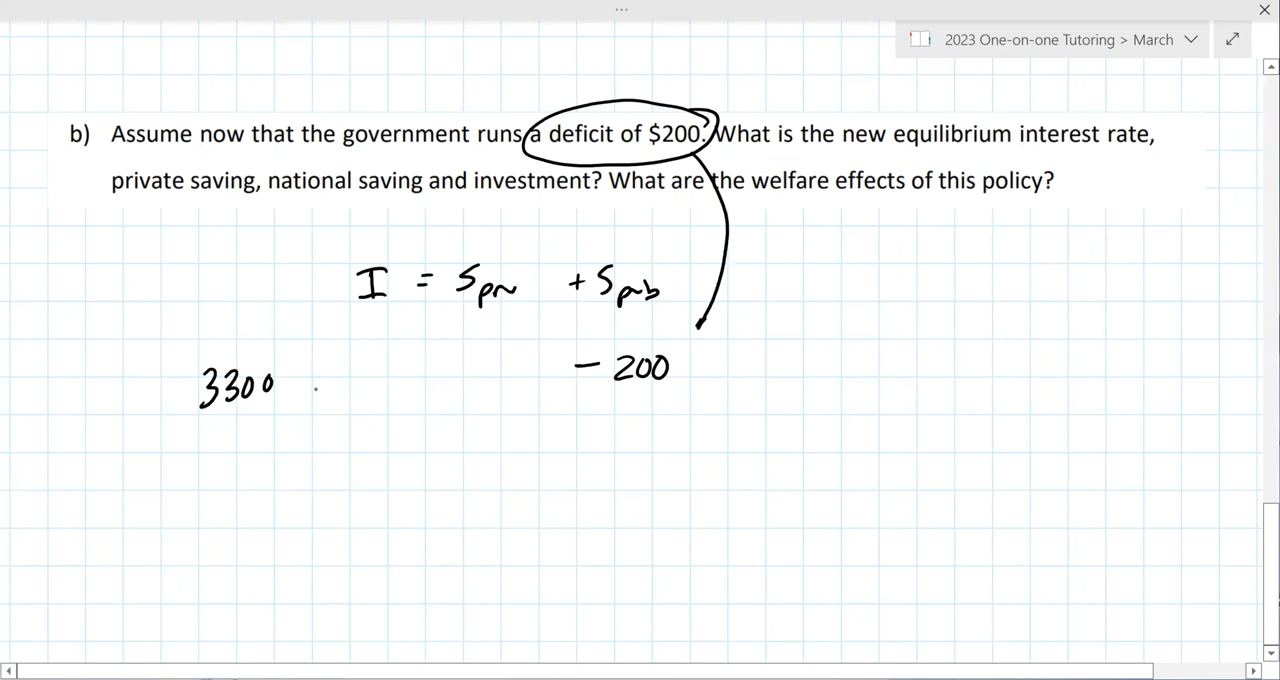 2023 One-on-one Tutoring > March
b) Assume now that the government runs a deficit of $200. What is the new equilibrium interest rate,
private saving, national saving and investment? What are the welfare effects of this policy?
I = Spriv + Spub
- 200
3300